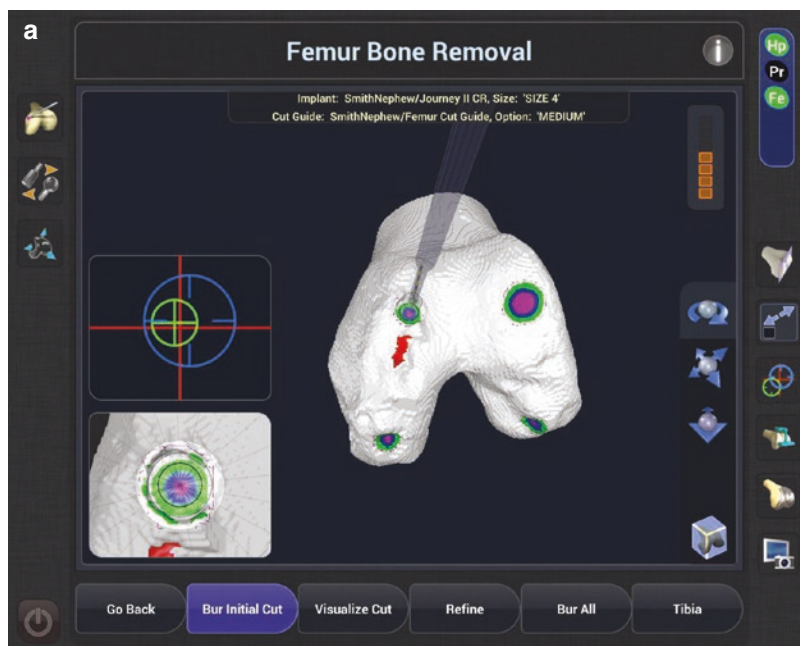 a
Femur Bone Removal
i
Hp
Pr
Fe
Implant: SmithNephew/Journey II CR, Size: 'SIZE 4'
Cut Guide: SmithNephew/Femur Cut Guide, Option: 'MEDIUM'
Go Back
Bur Initial Cut
Visualize Cut
Refine
Bur All
Tibia